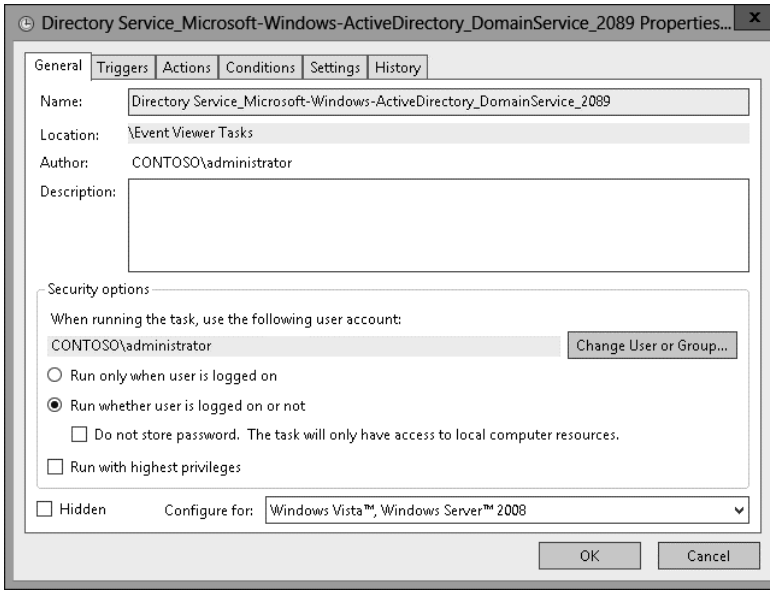 Directory Service_Microsoft-Windows-ActiveDirectory_DomainService_2089 Properties... x
General Triggers Actions Conditions Settings History
Name: Directory Service_Microsoft-Windows-ActiveDirectory_DomainService_2089
Location: \Event Viewer Tasks
Author: CONTOSO\administrator
Description:
Security options
When running the task, use the following user account:
CONTOSO\administrator Change User or Group...
Run only when user is logged on
Run whether user is logged on or not
Do not store password. The task will only have access to local computer resources.
Run with highest privileges
Hidden Configure for: Windows Vista™, Windows Server™ 2008
OK Cancel